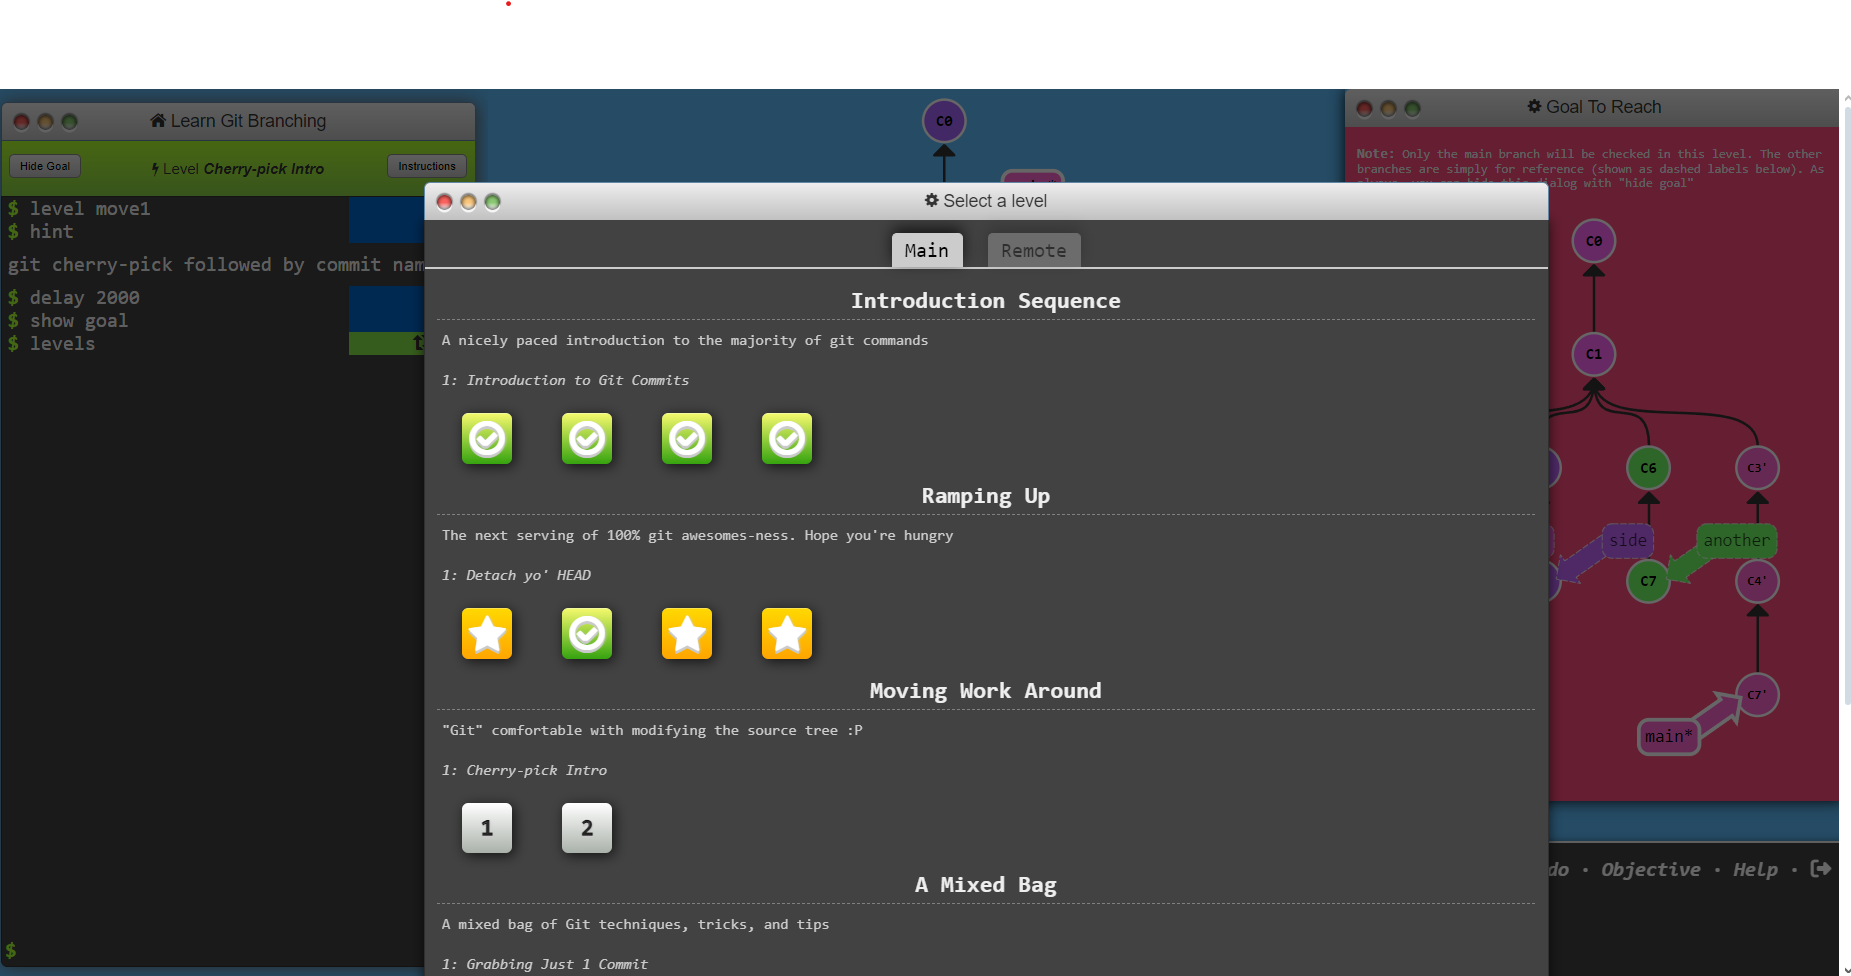 Learn Git Branching
Hide Goal
Level Cherry-pick Intro
Instructions
$ level move1
$ hint
git cherry-pick followed by commit nam
$ delay 2000
$ show goal
$ levels
$
C0
Select a level
Main
Remote
Introduction Sequence
A nicely paced introduction to the majority of git commands
1: Introduction to Git Commits
Ramping Up
The next serving of 100% git awesomes-ness. Hope you're hungry
1: Detach yo' HEAD
Moving Work Around
"Git" comfortable with modifying the source tree :P
1: Cherry-pick Intro
1 2
A Mixed Bag
A mixed bag of Git techniques, tricks, and tips
1: Grabbing Just 1 Commit
Goal To Reach
Note: Only the main branch will be checked in this level. The other
branches are simply for reference (shown as dashed labels below). As
always, you can hide this dialog with "hide goal"
C0
C1
C6
C3'
side
another
C7
C4'
C7'
main*
do · Objective · Help ·